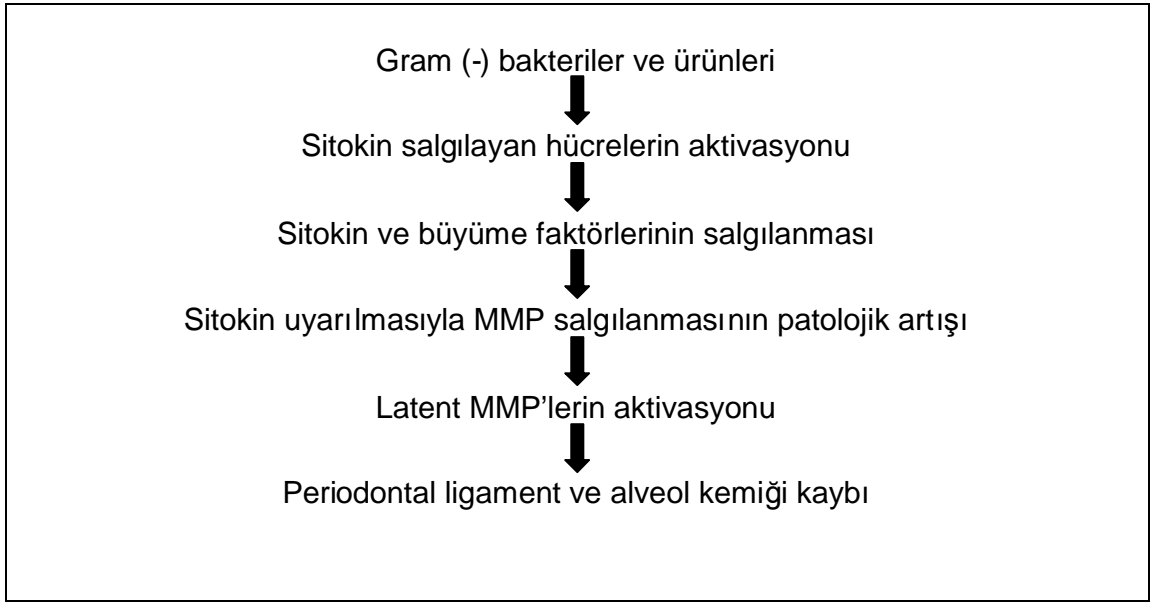 Gram (-) bakteriler ve ürünleri
Sitokin salgılayan hücrelerin aktivasyonu
Sitokin ve büyüme faktörlerinin salgılanması
Sitokin uyarılmasıyla MMP salgılanmasının patolojik artışı
Latent MMP’lerin aktivasyonu
Periodontal ligament ve alveol kemiği kaybı